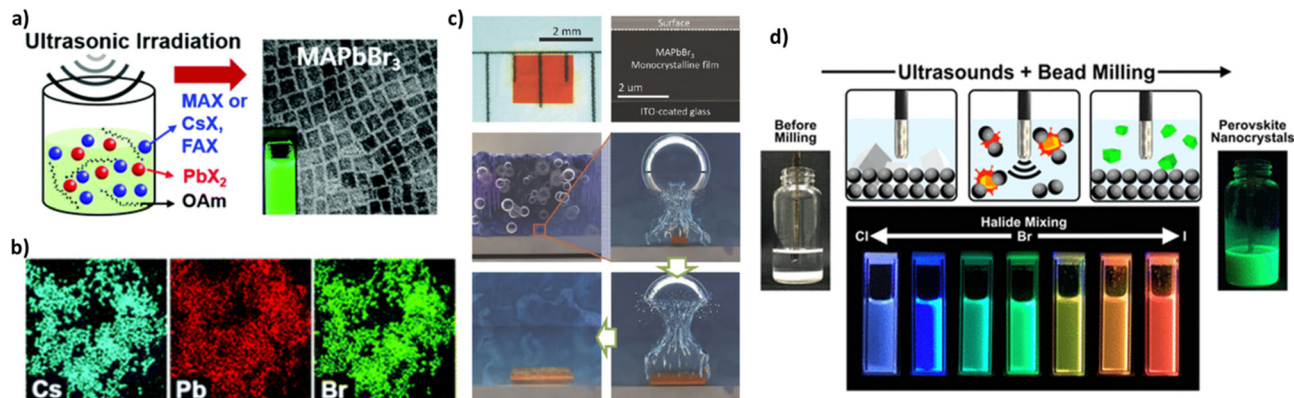 a)
Ultrasonic Irradiation
MAX or
CsX,
FAX
PbX₂
OAm
MAPbBr₃
b)
Cs
Pb
Br
c)
2 mm
Surface
MAPbBr₃
Monocrystalline film
2 um
ITO-coated glass
d)
Ultrasounds + Bead Milling
Before
Milling
Perovskite
Nanocrystals
Halide Mixing
Cl
Br
I